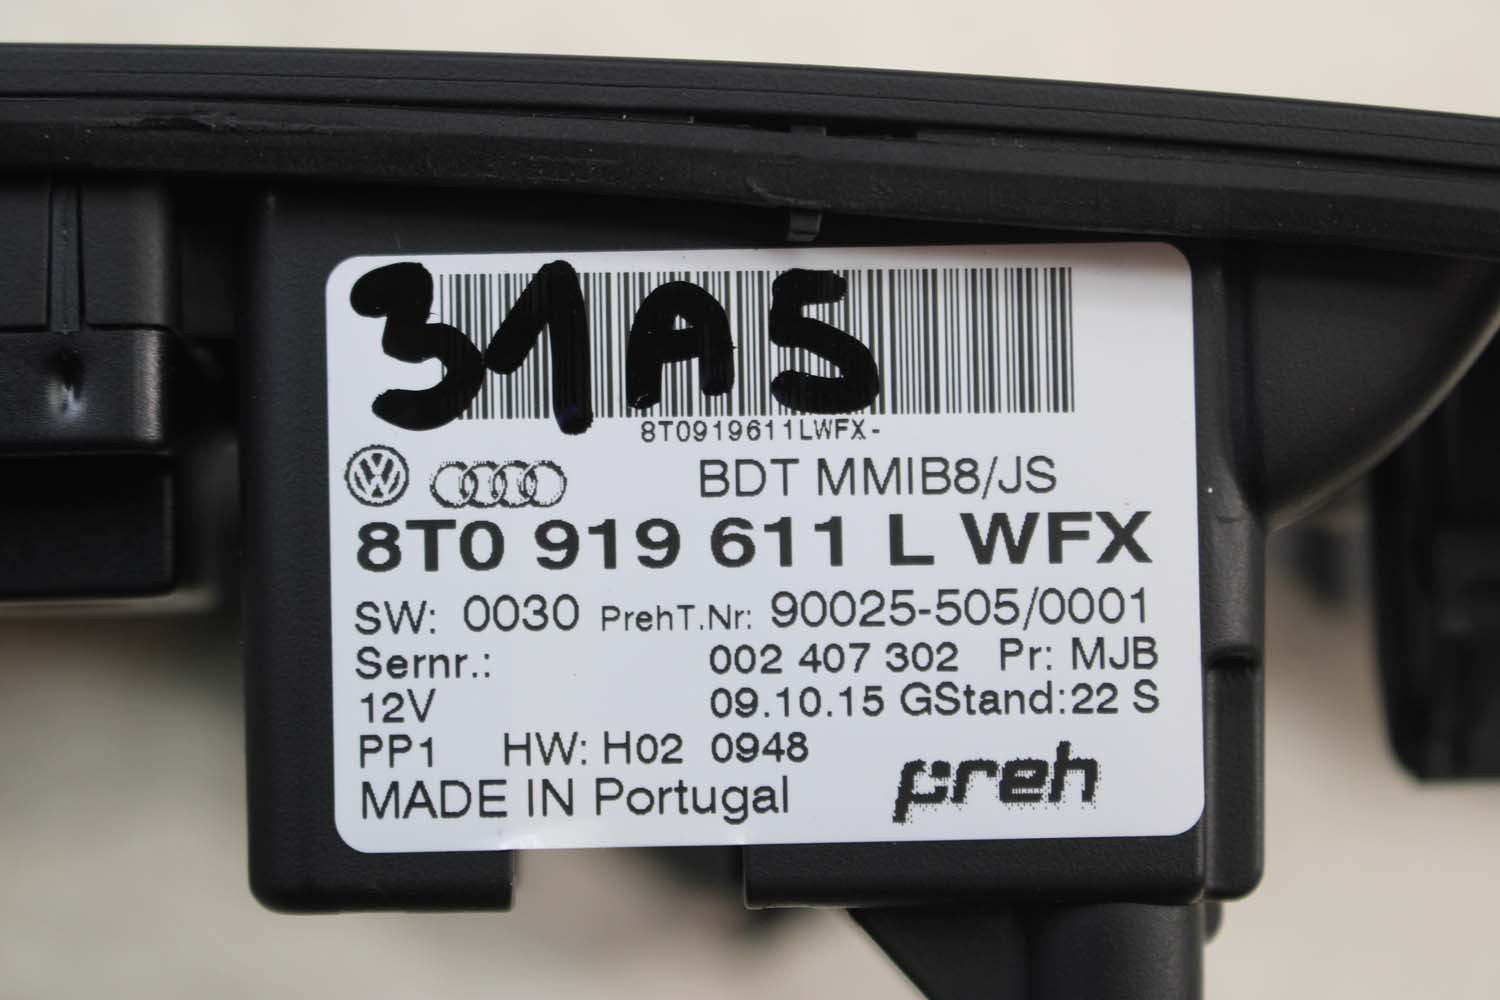 31A5
8T0919611LWFX-
BDT MMIB8/JS
8T0 919 611 L WFX
SW: 0030 PrehT.Nr: 90025-505/0001
Sernr.: 002 407 302 Pr: MJB
12V 09.10.15 GStand:22 S
PP1 HW: H02 0948
MADE IN Portugal
preh